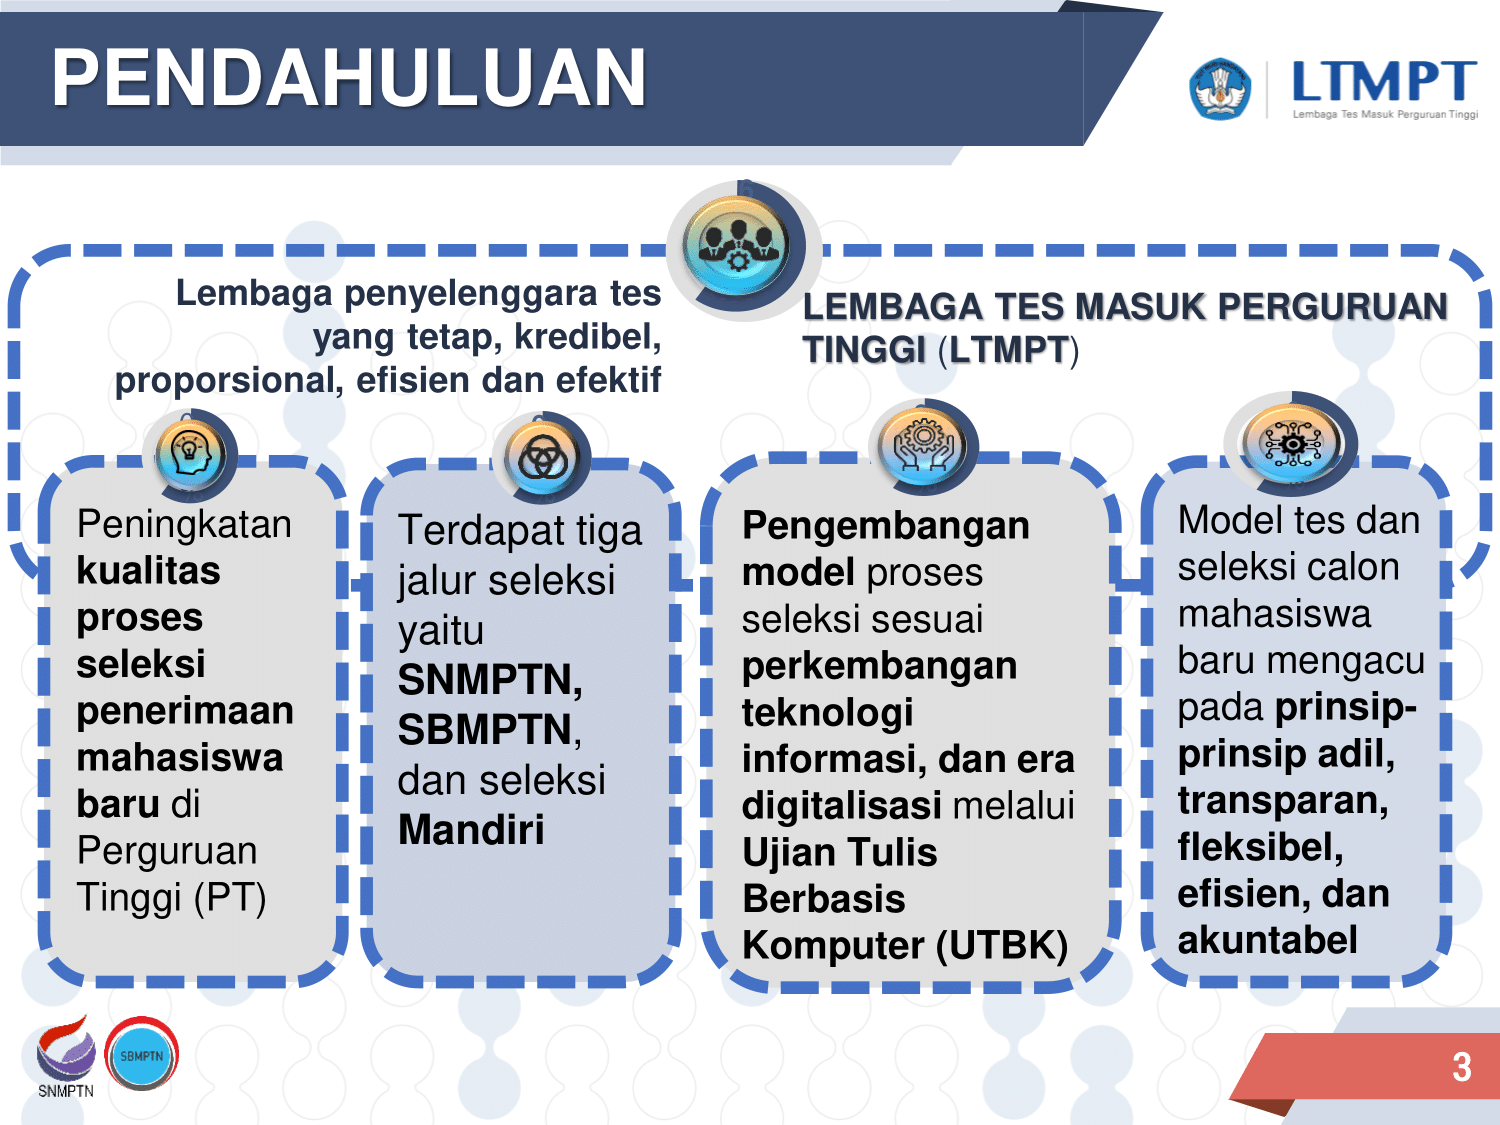 PENDAHULUAN
LTMPT
Lembaga Tes Masuk Perguruan Tinggi
Lembaga penyelenggara tes
yang tetap, kredibel,
proporsional, efisien dan efektif
LEMBAGA TES MASUK PERGURUAN
TINGGI (LTMPT)
Peningkatan
kualitas
proses
seleksi
penerimaan
mahasiswa
baru di
Perguruan
Tinggi (PT)
Terdapat tiga
jalur seleksi
yaitu
SNMPTN,
SBMPTN,
dan seleksi
Mandiri
Pengembangan
model proses
seleksi sesuai
perkembangan
teknologi
informasi, dan era
digitalisasi melalui
Ujian Tulis
Berbasis
Komputer (UTBK)
Model tes dan
seleksi calon
mahasiswa
baru mengacu
pada prinsip-
prinsip adil,
transparan,
fleksibel,
efisien, dan
akuntabel
SNMPTN
SBMPTN
3